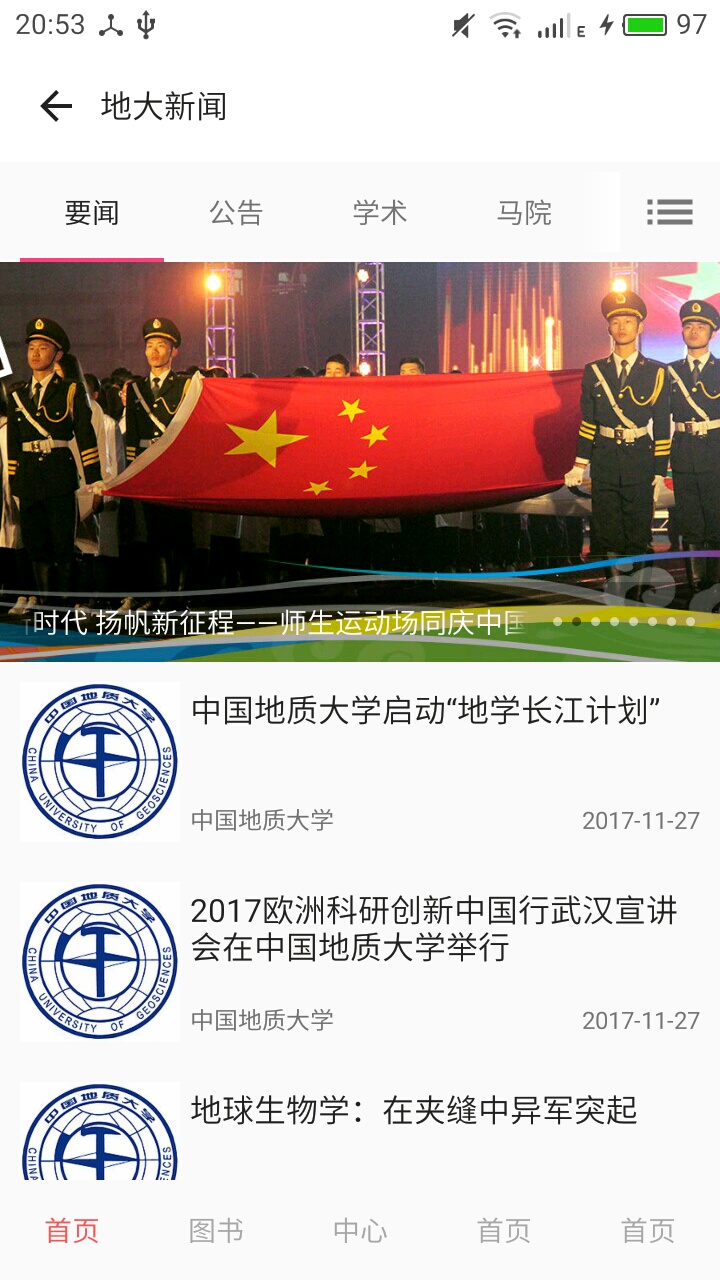 20:53
E
97
地大新闻
要闻 公告 学术 马院
时代 扬帆新征程——师生运动场同庆中国
中国地质大学
CHINA UNIVERSITY OF GEOSCIENCES
中国地质大学启动“地学长江计划”
中国地质大学 2017-11-27
中国地质大学
CHINA UNIVERSITY OF GEOSCIENCES
2017欧洲科研创新中国行武汉宣讲
会在中国地质大学举行
中国地质大学 2017-11-27
中国地质大学
地球生物学：在夹缝中异军突起
首页 图书 中心 首页 首页